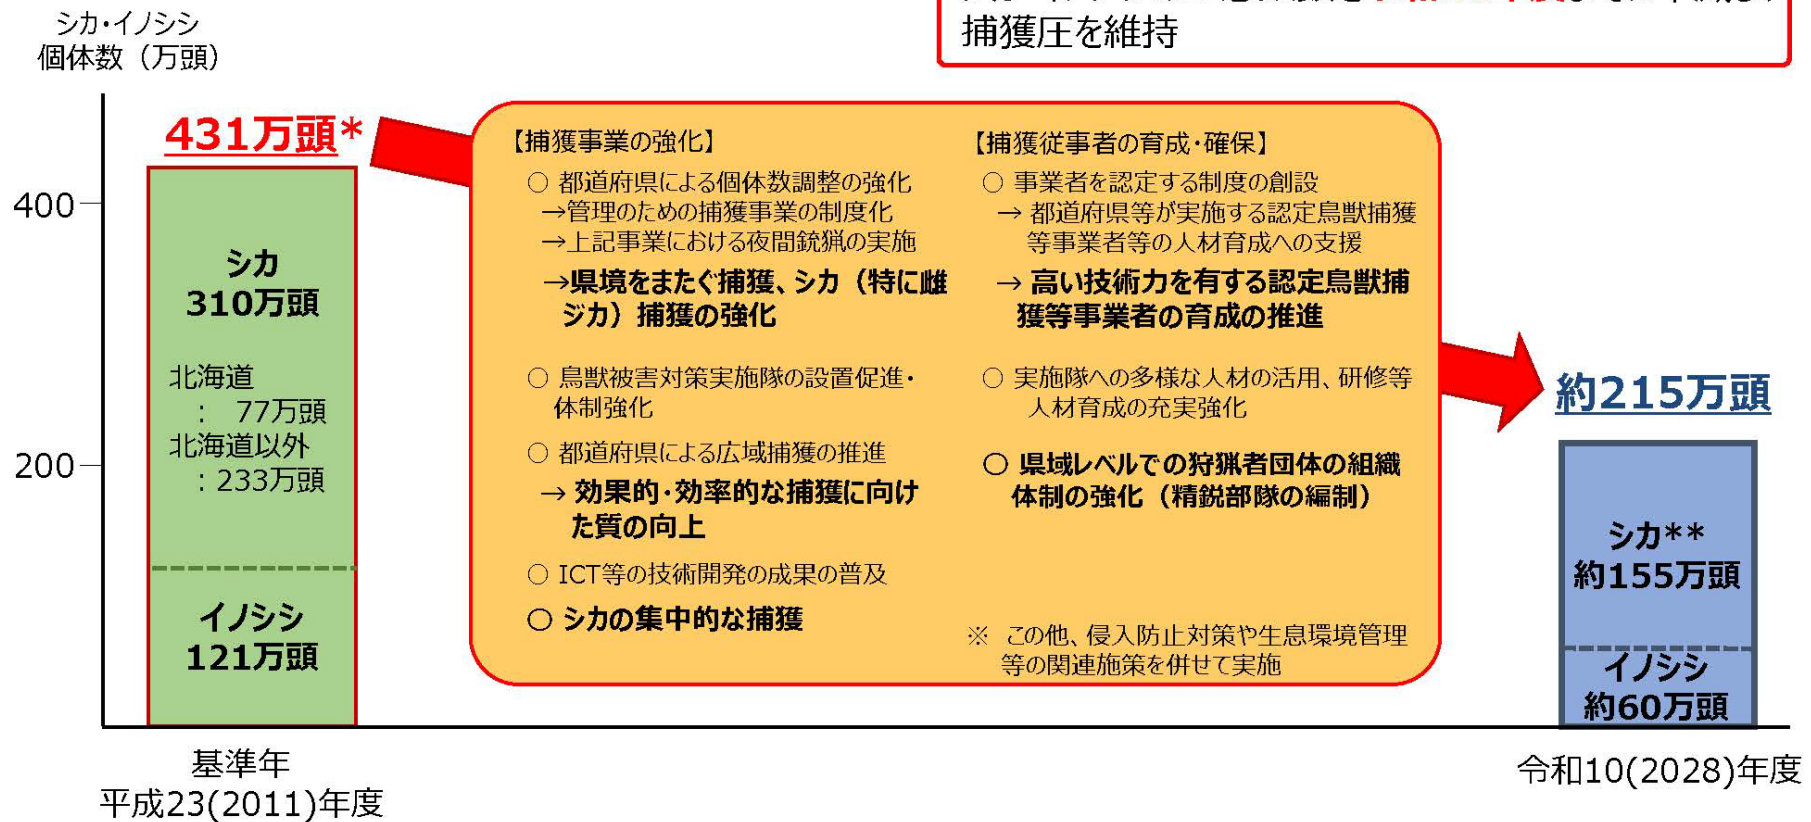 捕獲圧を維持
シカ・イノシシ
個体数（万頭）
431万頭*
400
200
シカ
310万頭
北海道
： 77万頭
北海道以外
：233万頭
イノシシ
121万頭
基準年
平成23(2011)年度
【捕獲事業の強化】
○ 都道府県による個体数調整の強化
→管理のための捕獲事業の制度化
→上記事業における夜間銃猟の実施
→県境をまたぐ捕獲、シカ（特に雌
ジカ）捕獲の強化
○ 鳥獣被害対策実施隊の設置促進・
体制強化
○ 都道府県による広域捕獲の推進
→ 効果的・効率的な捕獲に向け
た質の向上
○ ICT等の技術開発の成果の普及
○ シカの集中的な捕獲
【捕獲従事者の育成・確保】
○ 事業者を認定する制度の創設
→ 都道府県等が実施する認定鳥獣捕獲
等事業者等の人材育成への支援
→ 高い技術力を有する認定鳥獣捕
獲等事業者の育成の推進
○ 実施隊への多様な人材の活用、研修等
人材育成の充実強化
○ 県域レベルでの狩猟者団体の組織
体制の強化（精鋭部隊の編制）
※ この他、侵入防止対策や生息環境管理
等の関連施策を併せて実施
約215万頭
シカ**
約155万頭
イノシシ
約60万頭
令和10(2028)年度